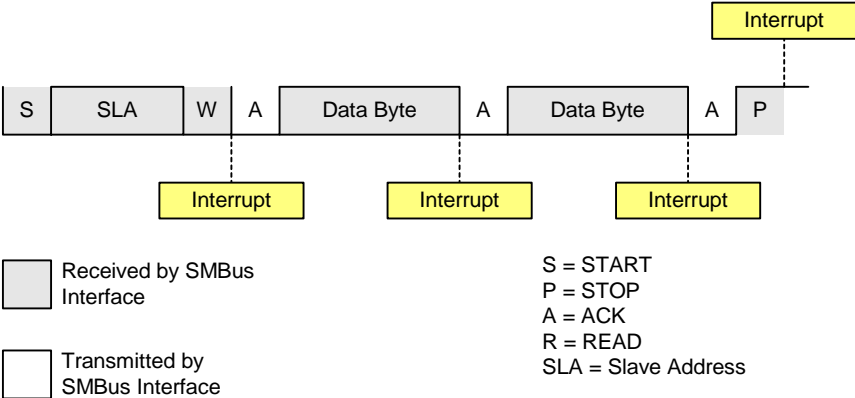 Interrupt
S SLA W A Data Byte A Data Byte A P
Interrupt Interrupt Interrupt
Received by SMBus
Interface
Transmitted by
SMBus Interface
S = START
P = STOP
A = ACK
R = READ
SLA = Slave Address